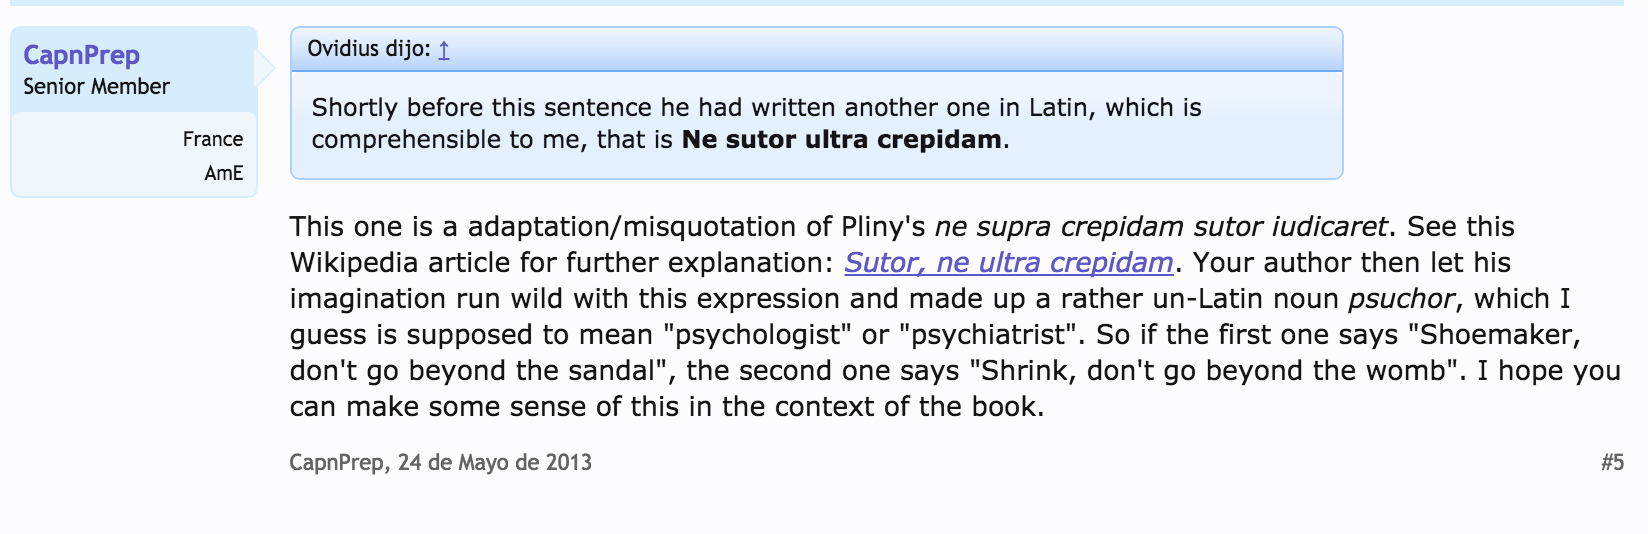 CapnPrep
Senior Member
France
AmE
Ovidius dijo: ↑
Shortly before this sentence he had written another one in Latin, which is
comprehensible to me, that is Ne sutor ultra crepidam.
This one is a adaptation/misquotation of Pliny's ne supra crepidam sutor iudicaret. See this
Wikipedia article for further explanation: Sutor, ne ultra crepidam. Your author then let his
imagination run wild with this expression and made up a rather un-Latin noun psuchor, which I
guess is supposed to mean "psychologist" or "psychiatrist". So if the first one says "Shoemaker,
don't go beyond the sandal", the second one says "Shrink, don't go beyond the womb". I hope you
can make some sense of this in the context of the book.
CapnPrep, 24 de Mayo de 2013
#5